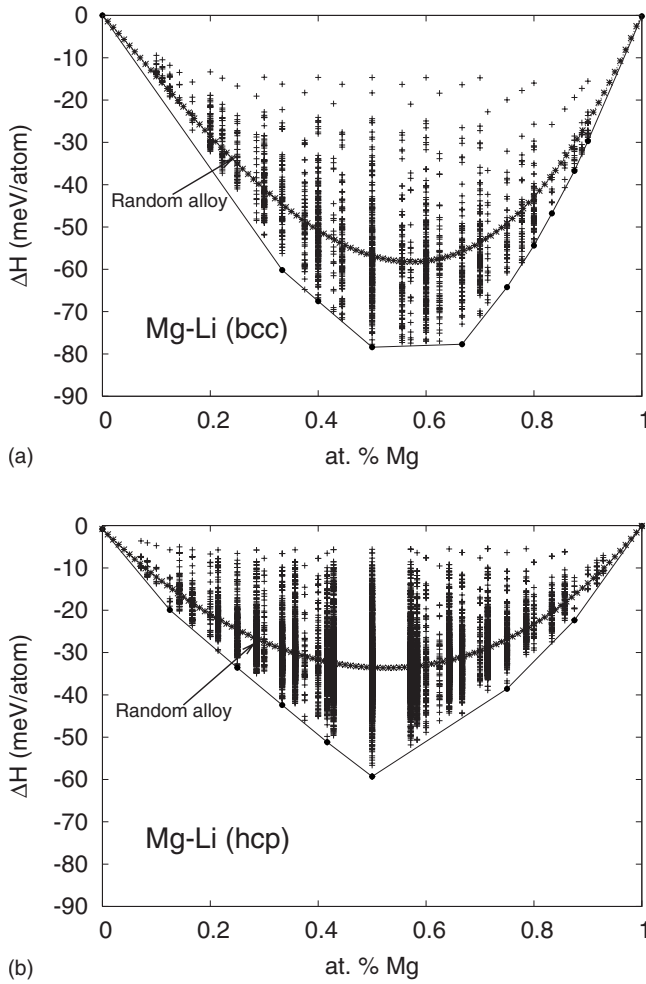 0
-10
-20
-30
-40
-50
-60
-70
-80
-90
ΔH (meV/atom)
Random alloy
Mg-Li (bcc)
0 0.2 0.4 0.6 0.8 1
(a) at. % Mg
0
-10
-20
-30
-40
-50
-60
-70
-80
-90
ΔH (meV/atom)
Random alloy
Mg-Li (hcp)
0 0.2 0.4 0.6 0.8 1
(b) at. % Mg